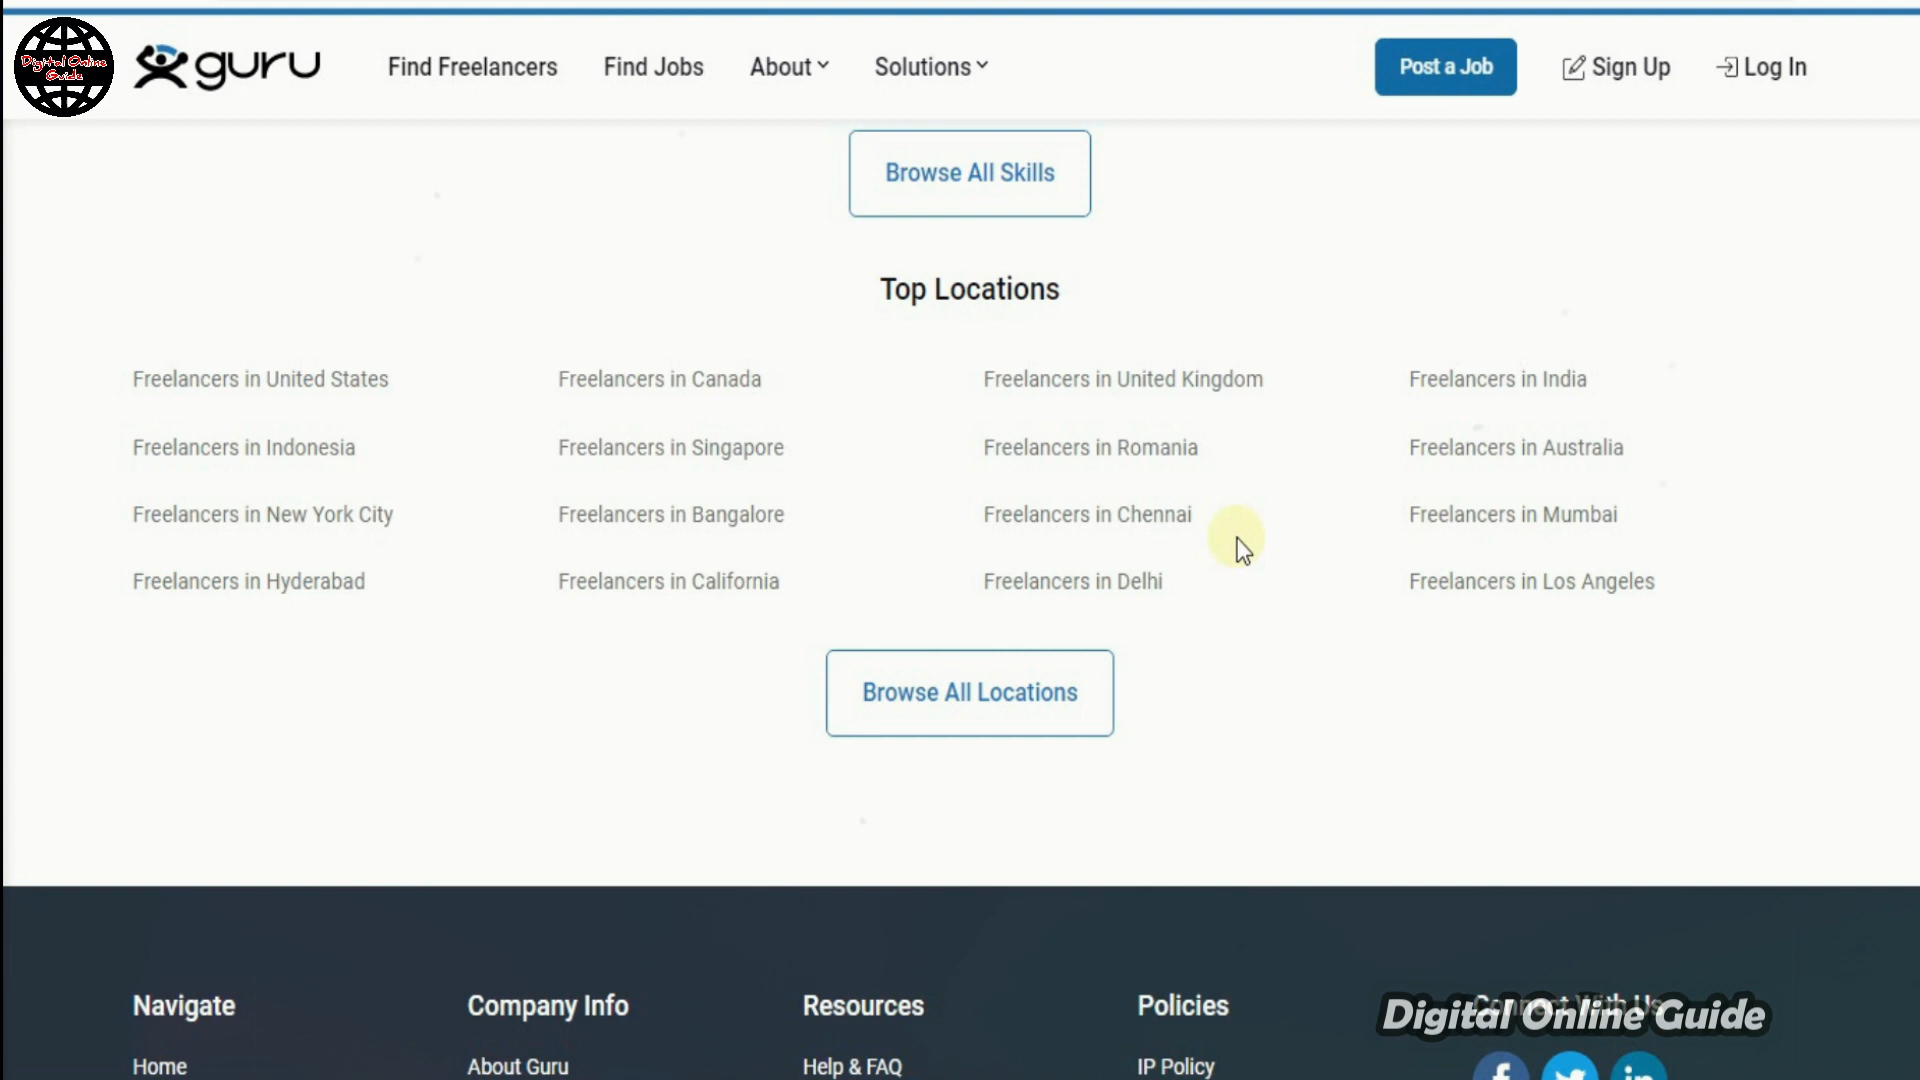 Digital Online
Guide
guru
Find Freelancers
Find Jobs
About
Solutions
Post a Job
Sign Up
Log In
Browse All Skills
Top Locations
Freelancers in United States
Freelancers in Canada
Freelancers in United Kingdom
Freelancers in India
Freelancers in Indonesia
Freelancers in Singapore
Freelancers in Romania
Freelancers in Australia
Freelancers in New York City
Freelancers in Bangalore
Freelancers in Chennai
Freelancers in Mumbai
Freelancers in Hyderabad
Freelancers in California
Freelancers in Delhi
Freelancers in Los Angeles
Browse All Locations
Navigate
Company Info
Resources
Policies
Connect With Us
Digital Online Guide
Home
About Guru
Help & FAQ
IP Policy